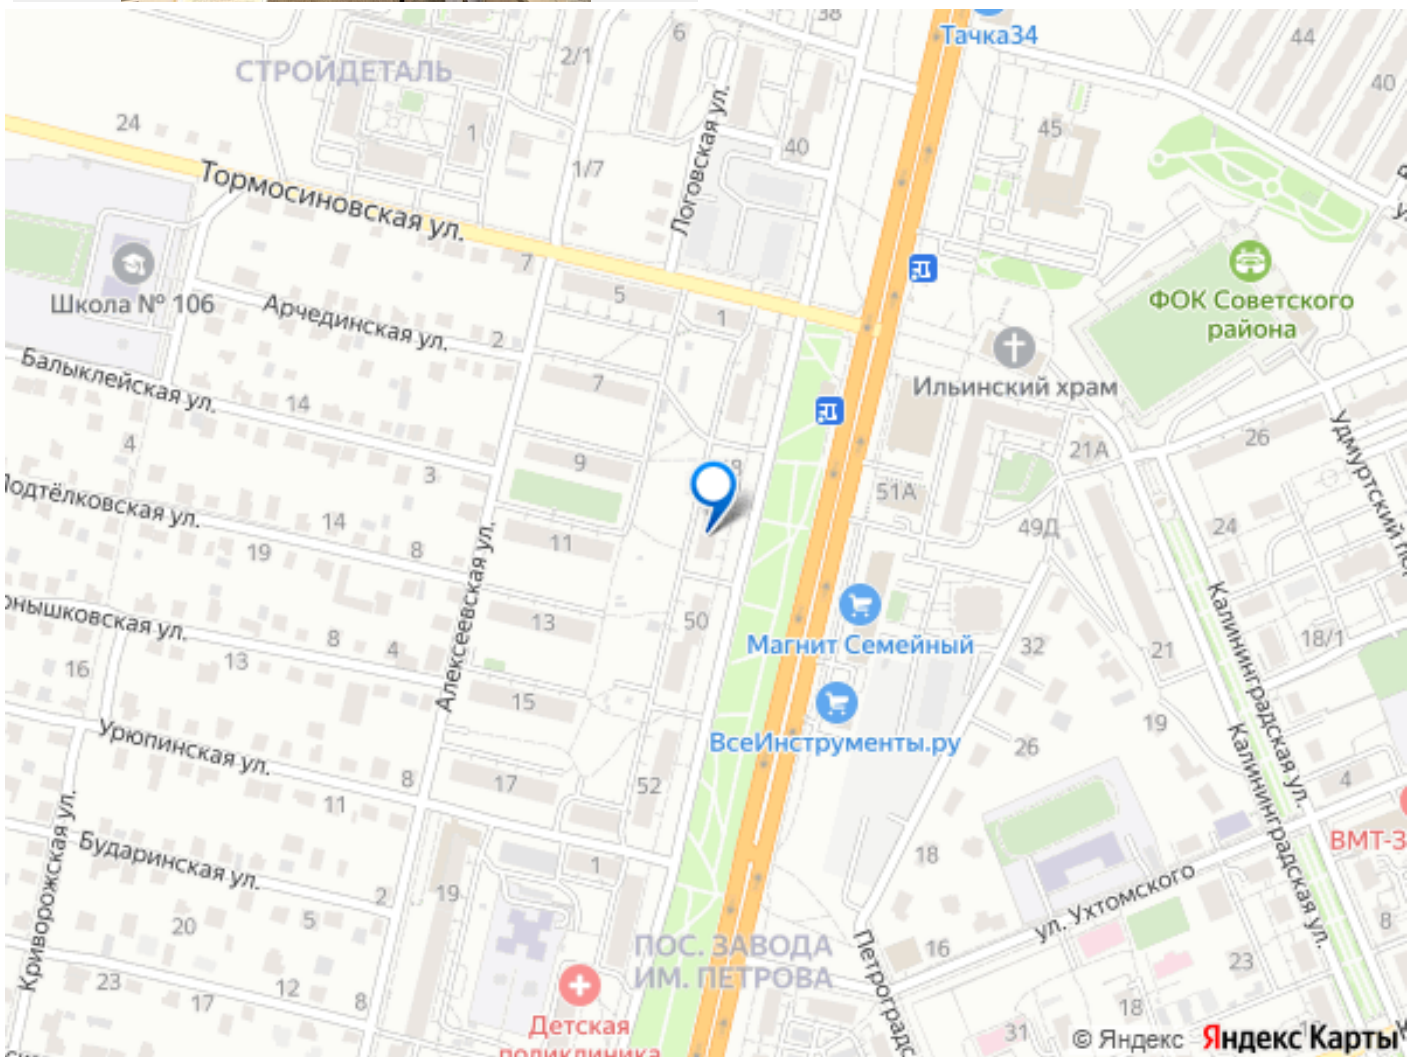 38
Тачка34
44
6
2/1
СТРОЙДЕТАЛЬ
40
24
1
45
40
1/7
Логовская ул.
Тормосиновская ул.
7
Школа № 106
5
1
ФОК Советского
района
Арчединская ул.
2
Ильинский храм
Балыклейская ул.
14
7
4
3
9
21А
26
Удмуртский
51А
14
19
8
11
49Д
24
Алексеевская ул.
8
13
4
13
50
Магнит Семейный
32
21
18/1
16
15
Калининградская ул.
Урюпинская ул.
8
11
17
52
ВсеИнструменты.ру
26
19
Калининградская ул.
4
ВМТ-З
Криворожская ул.
Бударинская ул.
2
1
18
19
20
5
ул. Ухтомского
8
ПОС. ЗАВОДА
ИМ. ПЕТРОВА
16
23
23
12
17
8
18
31
Детская
поликлиника
© Яндекс Яндекс Карты